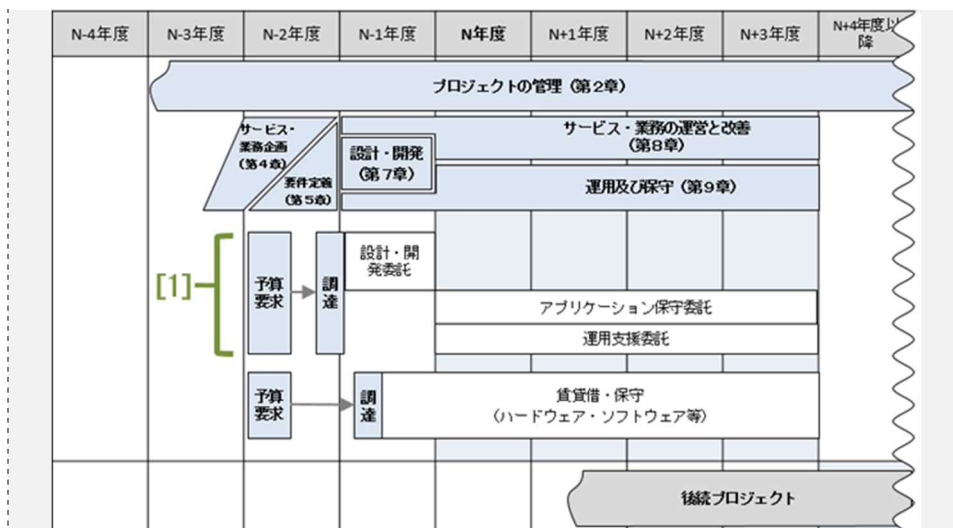 N-4年度
N-3年度
N-2年度
N-1年度
N年度
N+1年度
N+2年度
N+3年度
N+4年度以
降
プロジェクトの管理（第2章）
サービス・
業務企画
（第4章）
要件定義
（第5章）
設計・開発
（第7章）
サービス・業務の運営と改善
（第8章）
運用及び保守（第9章）
[1]
予算
要求
調
達
設計・開
発委託
アプリケーション保守委託
運用支援委託
予算
要求
調
達
賃貸借・保守
（ハードウェア・ソフトウェア等）
後続プロジェクト